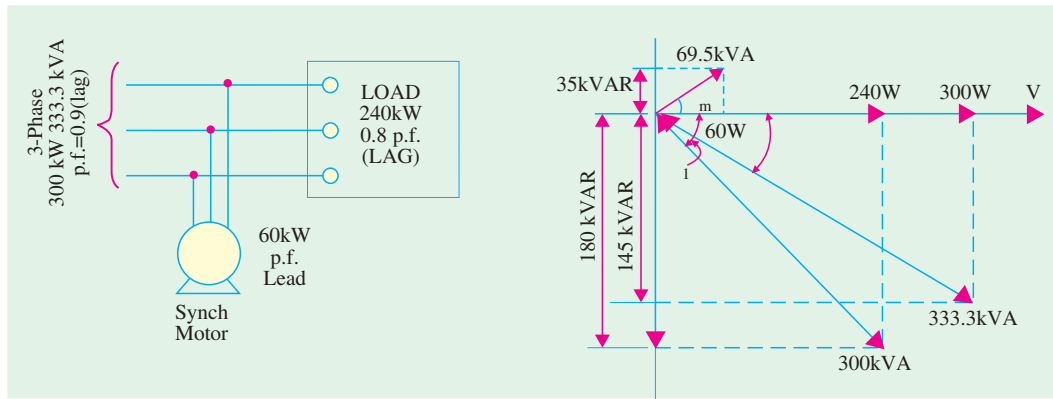 3-Phase
300 kW 333.3 kVA
p.f.=0.9(lag)
LOAD
240kW
0.8 p.f.
(LAG)
60kW
p.f.
Lead
Synch
Motor
69.5kVA
35kVAR
m
60W
l
240W
300W
V
180 kVAR
145 kVAR
333.3kVA
300kVA